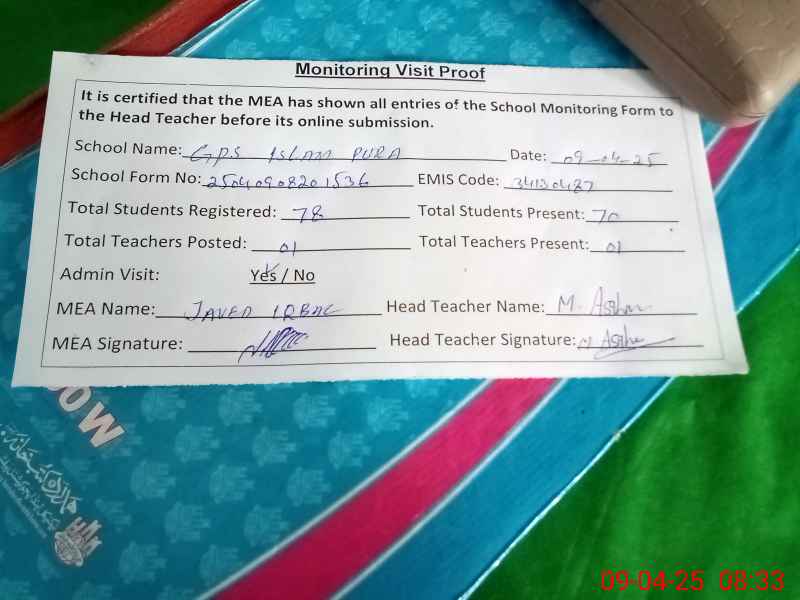 Monitoring Visit Proof
It is certified that the MEA has shown all entries of the School Monitoring Form to
the Head Teacher before its online submission.
School Name: GPS ISLAM PURA Date: 09-04-25
School Form No: 2504090820 1536 EMIS Code: 34130487
Total Students Registered: 78 Total Students Present: 70
Total Teachers Posted: 01 Total Teachers Present: 01
Admin Visit: Yes / No
MEA Name: JAVED IQBAL Head Teacher Name: M.
MEA Signature: Head Teacher Signature:
09-04-25 08:33